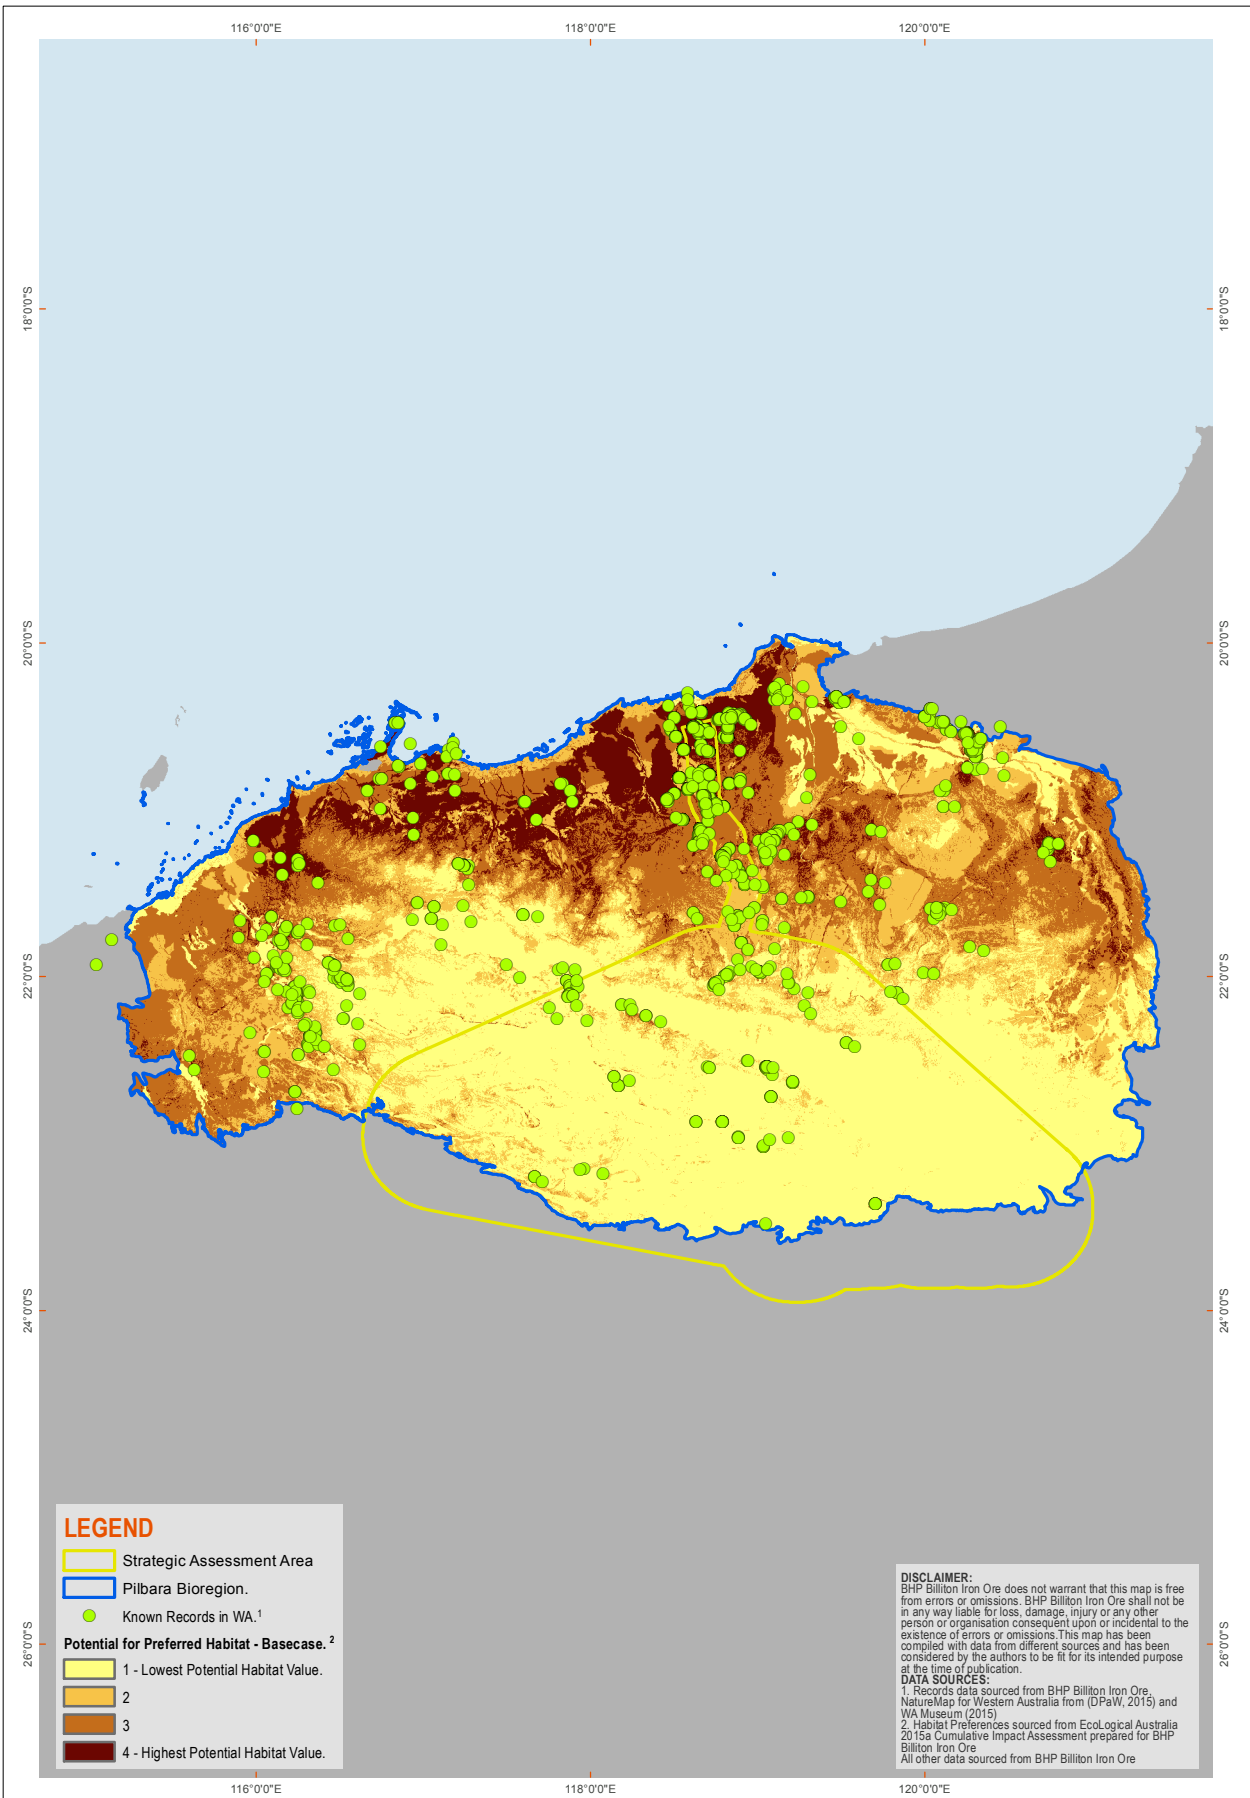 116°0'0"E
118°0'0"E
120°0'0"E
18°0'0"S
18°0'0"S
20°0'0"S
20°0'0"S
22°0'0"S
22°0'0"S
24°0'0"S
24°0'0"S
26°0'0"S
26°0'0"S
LEGEND
Strategic Assessment Area
Pilbara Bioregion.
Known Records in WA.1
Potential for Preferred Habitat - Basecase. 2
1 - Lowest Potential Habitat Value.
2
3
4 - Highest Potential Habitat Value.
DISCLAIMER:
BHP Billiton Iron Ore does not warrant that this map is free
from errors or omissions. BHP Billiton Iron Ore shall not be
in any way liable for loss, damage, injury or any other
person or organisation consequent upon or incidental to the
existence of errors or omissions.This map has been
compiled with data from different sources and has been
considered by the authors to be fit for its intended purpose
at the time of publication.
DATA SOURCES:
1. Records data sourced from BHP Billiton Iron Ore,
NatureMap for Western Australia from (DPaW, 2015) and
WA Museum (2015)
2. Habitat Preferences sourced from EcoLogical Australia
2015a Cumulative Impact Assessment prepared for BHP
Billiton Iron Ore
All other data sourced from BHP Billiton Iron Ore
116°0'0"E
118°0'0"E
120°0'0"E